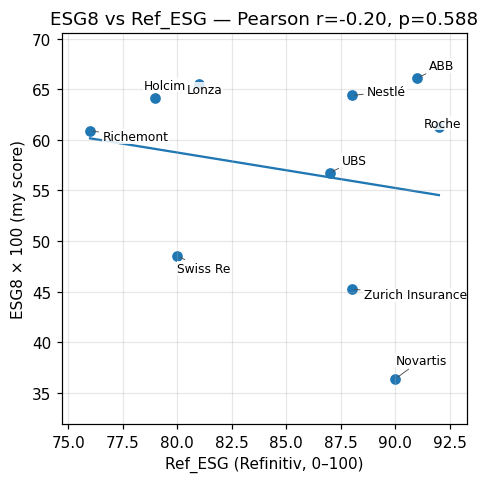 ESG8 vs Ref_ESG — Pearson r=-0.20, p=0.588
ESG8 × 100 (my score)
70
65
60
55
50
45
40
35
ABB
Holcim
Lonza
Nestlé
Roche
Richemont
UBS
Swiss Re
Zurich Insurance
Novartis
75.0 77.5 80.0 82.5 85.0 87.5 90.0 92.5
Ref_ESG (Refinitiv, 0–100)